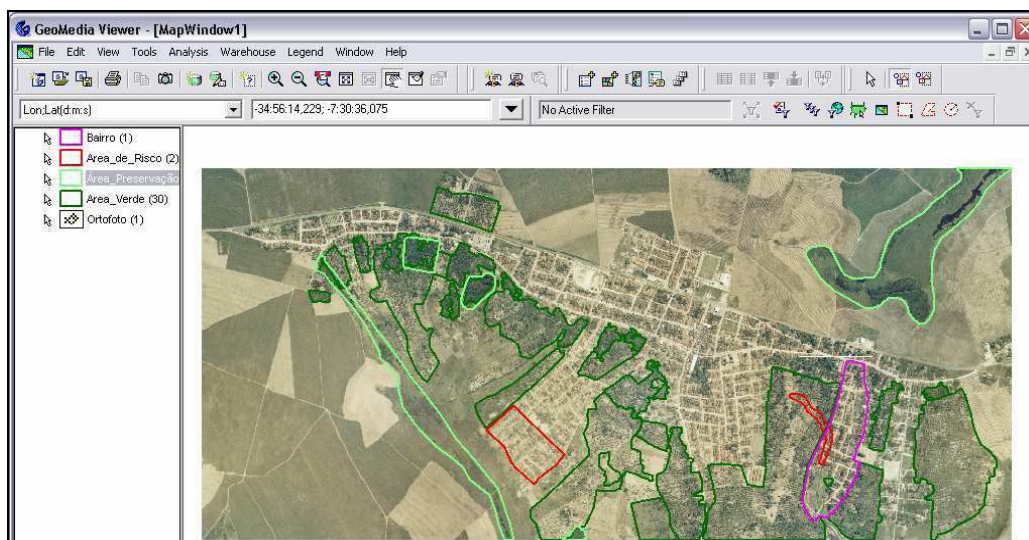 GeoMedia Viewer - [MapWindow1]
File Edit View Tools Analysis Warehouse Legend Window Help
Lon;Lat(d:m:s) -34:56:14,229; -7:30:36,075 No Active Filter
Bairro (1)
Area_de_Risco (2)
Área_Preservação
Area_Verde (30)
Ortofoto (1)